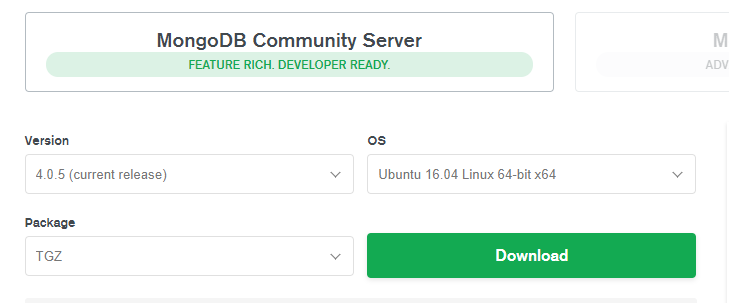 MongoDB Community Server
FEATURE RICH. DEVELOPER READY.
M
ADV
Version
OS
4.0.5 (current release)
Ubuntu 16.04 Linux 64-bit x64
Package
TGZ
Download